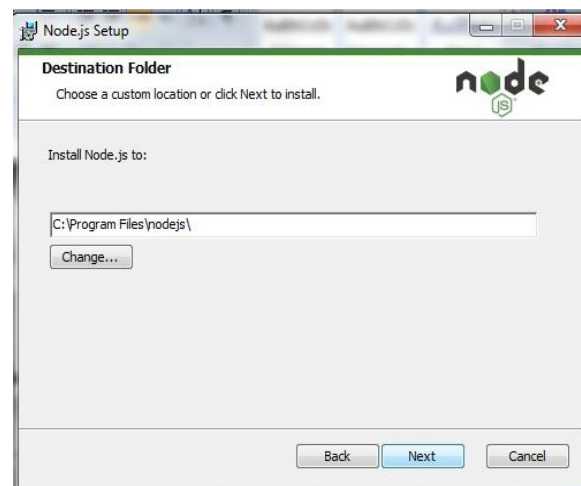 Node.js Setup
Destination Folder
Choose a custom location or click Next to install.
node
JS
Install Node.js to:
C:\Program Files\nodejs\
Change...
Back
Next
Cancel